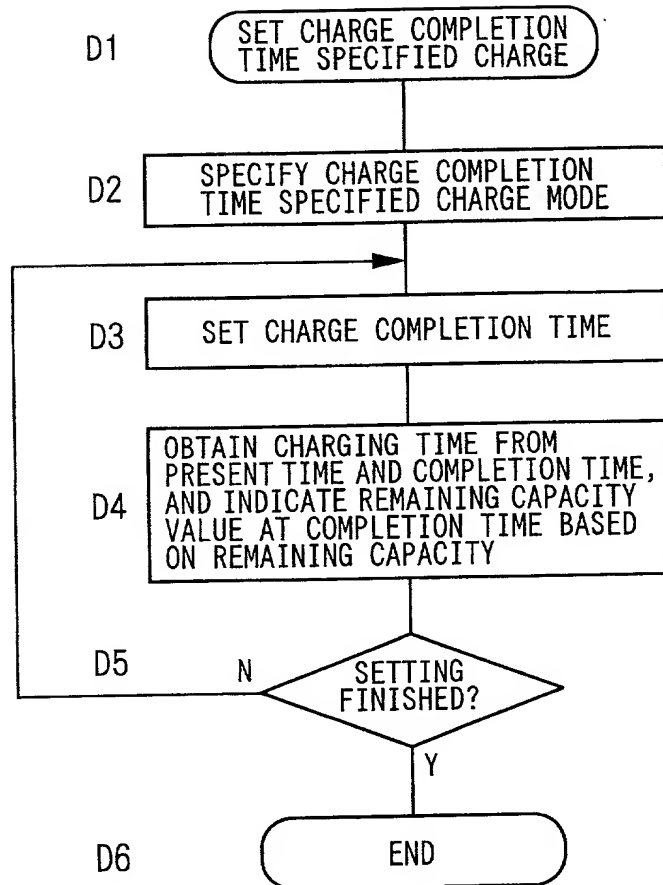 D1
SET CHARGE COMPLETION
TIME SPECIFIED CHARGE
D2
SPECIFY CHARGE COMPLETION
TIME SPECIFIED CHARGE MODE
D3
SET CHARGE COMPLETION TIME
D4
OBTAIN CHARGING TIME FROM
PRESENT TIME AND COMPLETION TIME,
AND INDICATE REMAINING CAPACITY
VALUE AT COMPLETION TIME BASED
ON REMAINING CAPACITY
D5
N
SETTING
FINISHED?
Y
D6
END